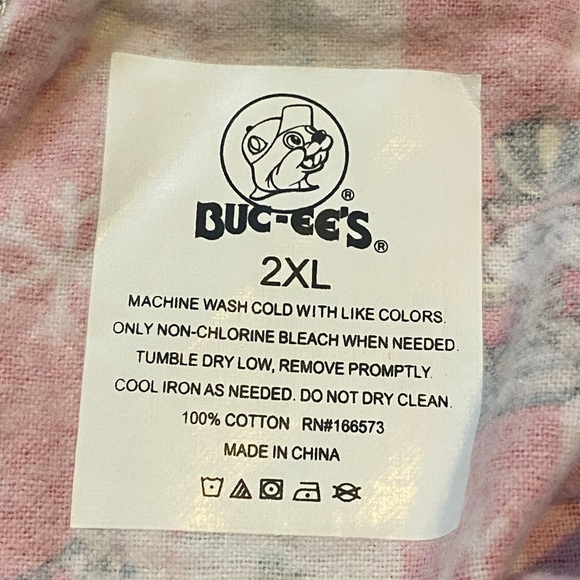 ®
BUC-EE'S®
2XL
MACHINE WASH COLD WITH LIKE COLORS.
ONLY NON-CHLORINE BLEACH WHEN NEEDED.
TUMBLE DRY LOW, REMOVE PROMPTLY.
COOL IRON AS NEEDED. DO NOT DRY CLEAN.
100% COTTON RN#166573
MADE IN CHINA